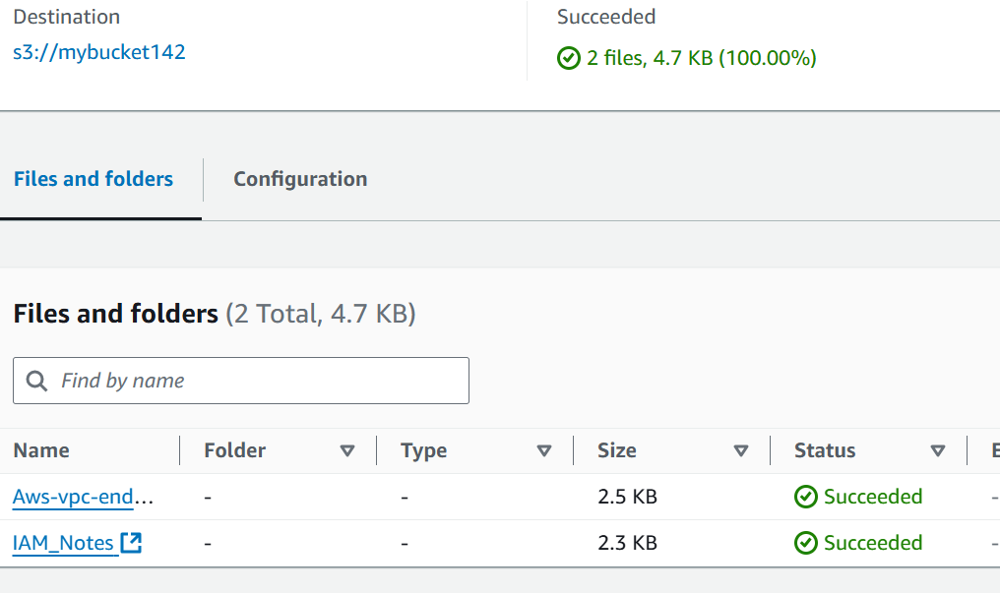 Destination
s3://mybucket142
Succeeded
2 files, 4.7 KB (100.00%)
Files and folders
Configuration
Files and folders (2 Total, 4.7 KB)
Find by name
Name Folder Type Size Status
Aws-vpc-end... - - 2.5 KB Succeeded -
IAM_Notes - - 2.3 KB Succeeded -